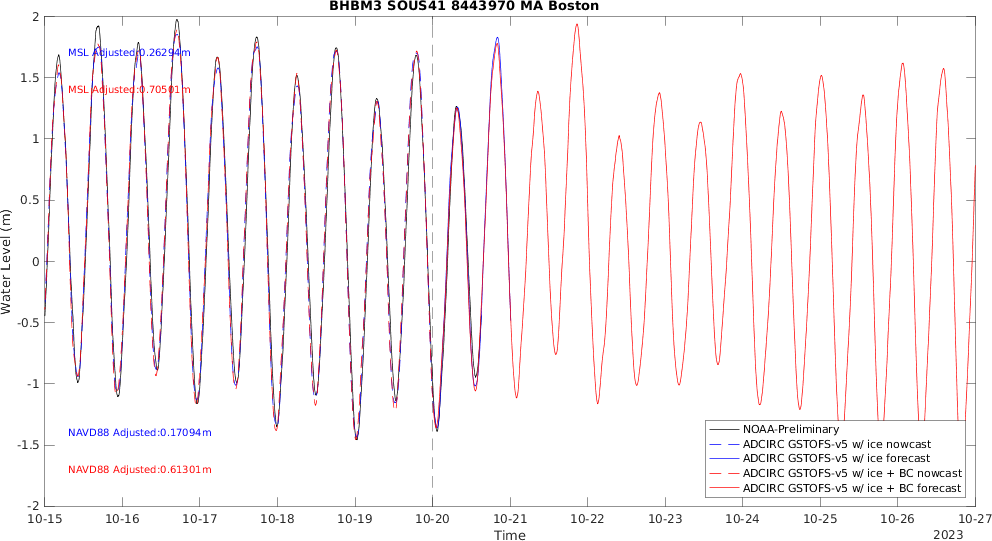 BHBM3 SOUS41 8443970 MA Boston
2
1.5
1
0.5
0
-0.5
-1
-1.5
-2
Water Level (m)
MSL Adjusted:0.26294m
MSL Adjusted:0.70501m
NAVD88 Adjusted:0.17094m
NAVD88 Adjusted:0.61301m
NOAA-Preliminary
ADCIRC GSTOFS-v5 w/ ice nowcast
ADCIRC GSTOFS-v5 w/ ice forecast
ADCIRC GSTOFS-v5 w/ ice + BC nowcast
ADCIRC GSTOFS-v5 w/ ice + BC forecast
10-15 10-16 10-17 10-18 10-19 10-20 10-21 10-22 10-23 10-24 10-25 10-26 10-27
Time
2023